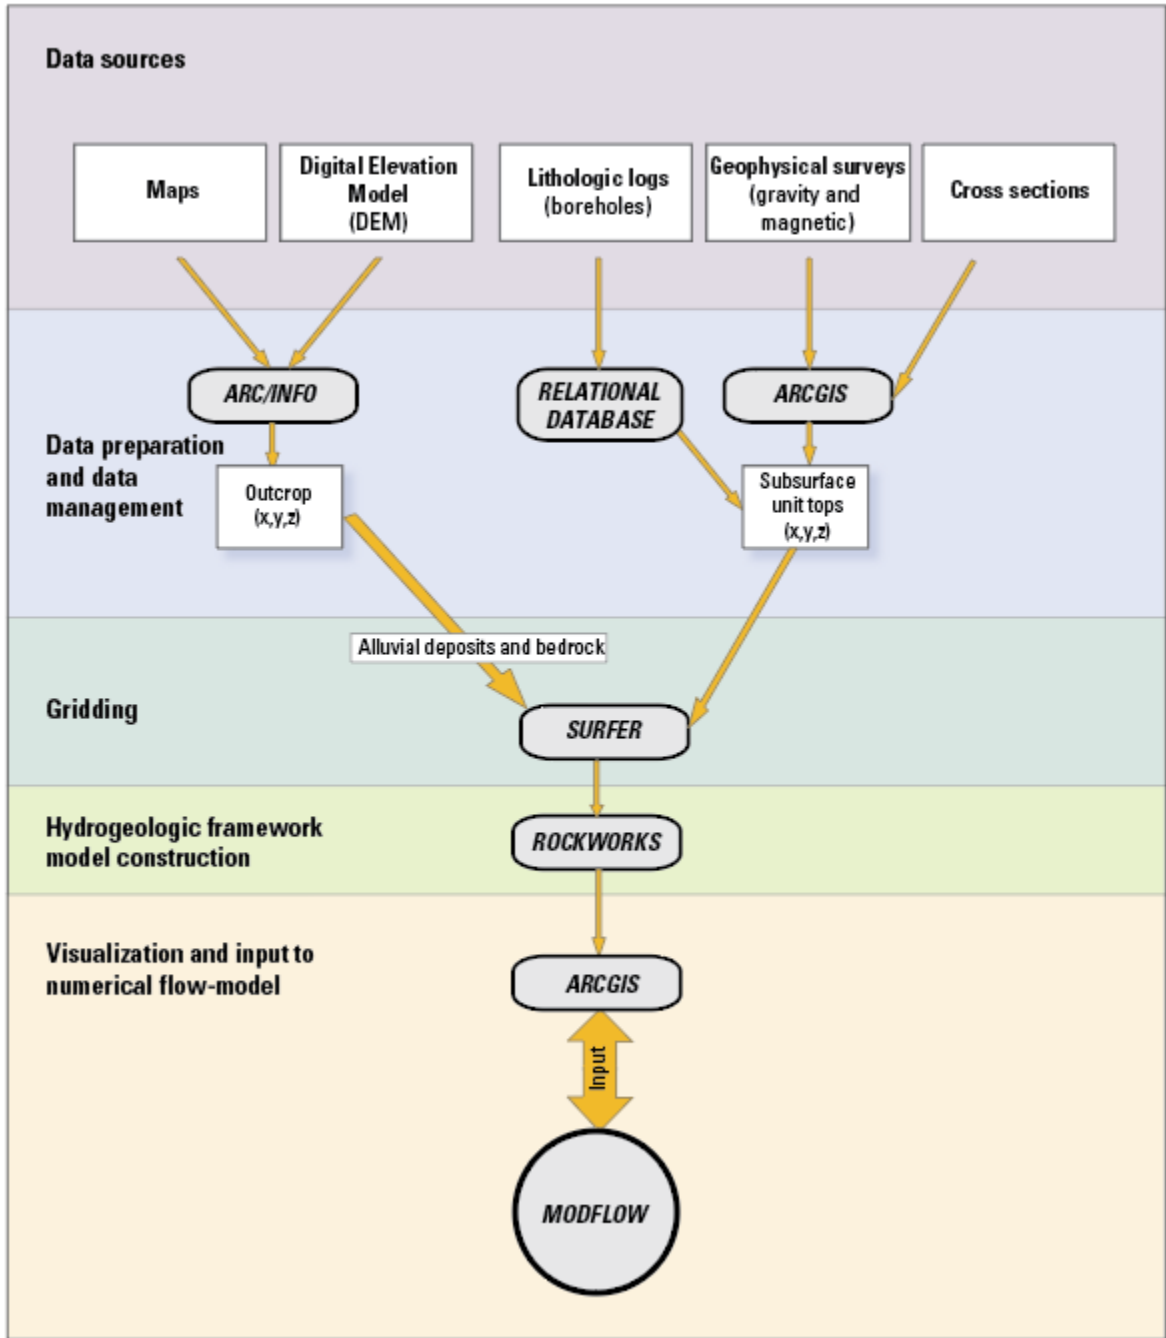 Data sources
Maps
Digital Elevation
Model
(DEM)
Lithologic logs
(boreholes)
Geophysical surveys
(gravity and
magnetic)
Cross sections
ARC/INFO
RELATIONAL
DATABASE
ARCGIS
Data preparation
and data
management
Outcrop
(x,y,z)
Subsurface
unit tops
(x,y,z)
Alluvial deposits and bedrock
Gridding
SURFER
Hydrogeologic framework
model construction
ROCKWORKS
Visualization and input to
numerical flow-model
ARCGIS
Input
MODFLOW